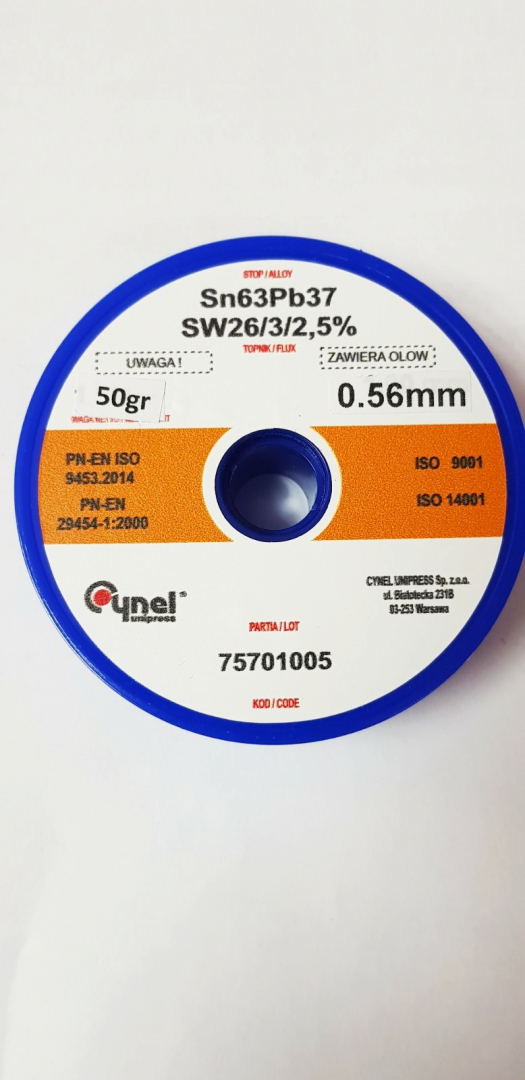 STOP / ALLOY
Sn63Pb37
SW26/3/2,5%
TOPNIK / FLUX
UWAGA !
ZAWIERA OLOW
50gr
0.56mm
PN-EN ISO
9453.2014
PN-EN
29454-1:2000
ISO 9001
ISO 14001
Cynel
unipress
CYNEL UNIPRESS Sp. z.o.o.
ul. Białołecka 231B
03-253 Warsawa
PARTIA / LOT
75701005
KOD / CODE